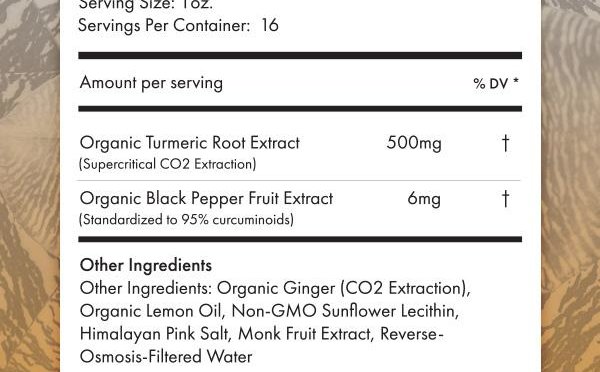 Serving Size: 1oz.
Servings Per Container: 16
Amount per serving % DV *
Organic Turmeric Root Extract 500mg †
(Supercritical CO2 Extraction)
Organic Black Pepper Fruit Extract 6mg †
(Standardized to 95% curcuminoids)
Other Ingredients
Other Ingredients: Organic Ginger (CO2 Extraction),
Organic Lemon Oil, Non-GMO Sunflower Lecithin,
Himalayan Pink Salt, Monk Fruit Extract, Reverse-
Osmosis-Filtered Water